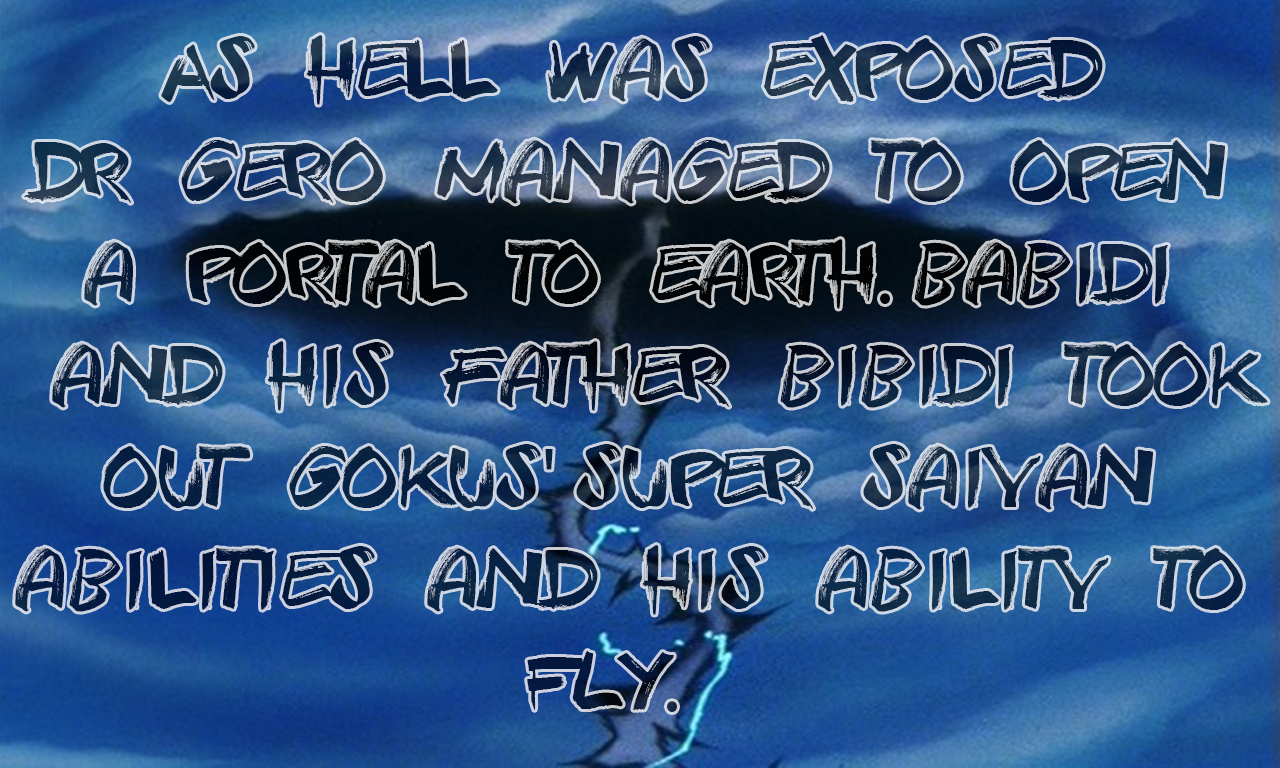 AS HELL WAS EXPOSED
DR GERO MANAGED TO OPEN
A PORTAL TO EARTH. BABIDI
AND HIS FATHER BIBIDI TOOK
OUT GOKUS' SUPER SAIYAN
ABILITIES AND HIS ABILITY TO
FLY.